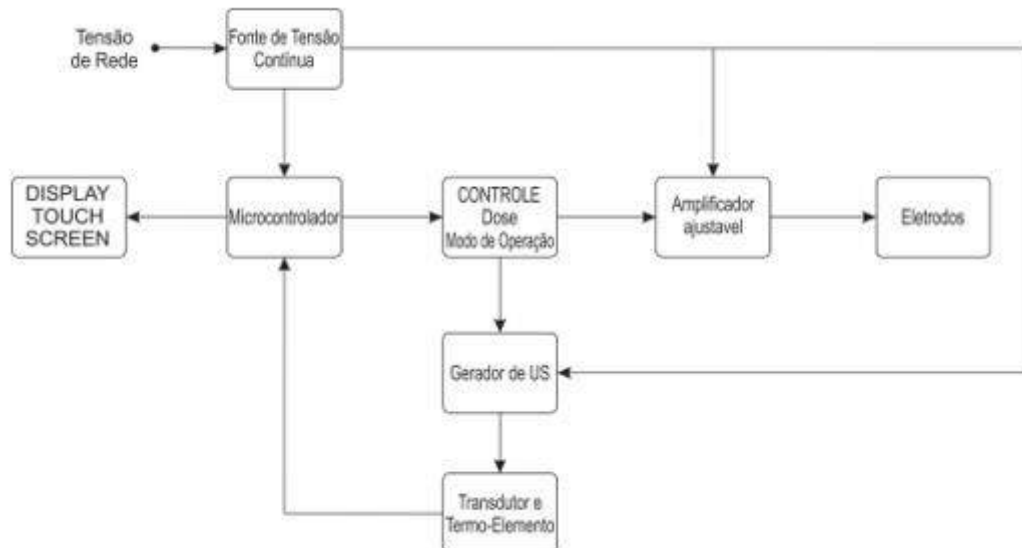 Tensão
de Rede
Fonte de Tensão
Contínua
DISPLAY
TOUCH
SCREEN
Microcontrolador
CONTROLE
Dose
Modo de Operação
Amplificador
ajustavel
Eletrodos
Gerador de US
Transdutor e
Termo-Elemento